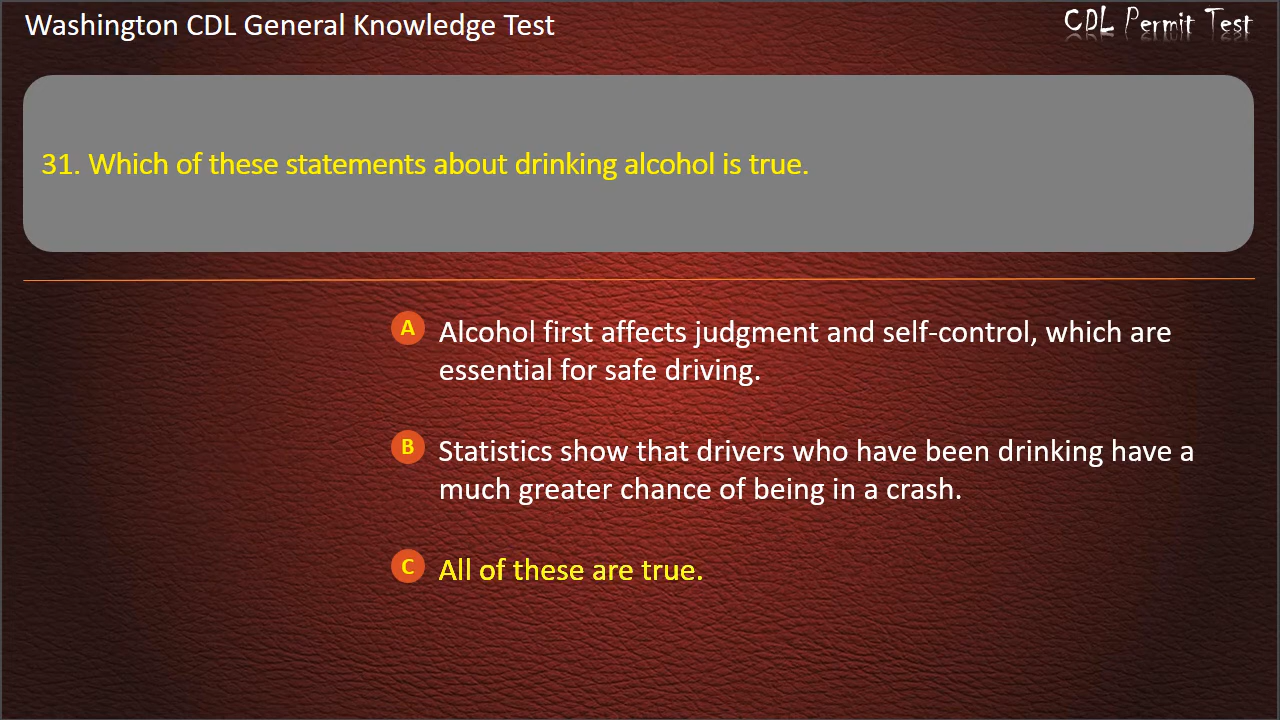 Washington CDL General Knowledge Test
CDL Permit Test
31. Which of these statements about drinking alcohol is true.
A Alcohol first affects judgment and self-control, which are
essential for safe driving.
B Statistics show that drivers who have been drinking have a
much greater chance of being in a crash.
C All of these are true.